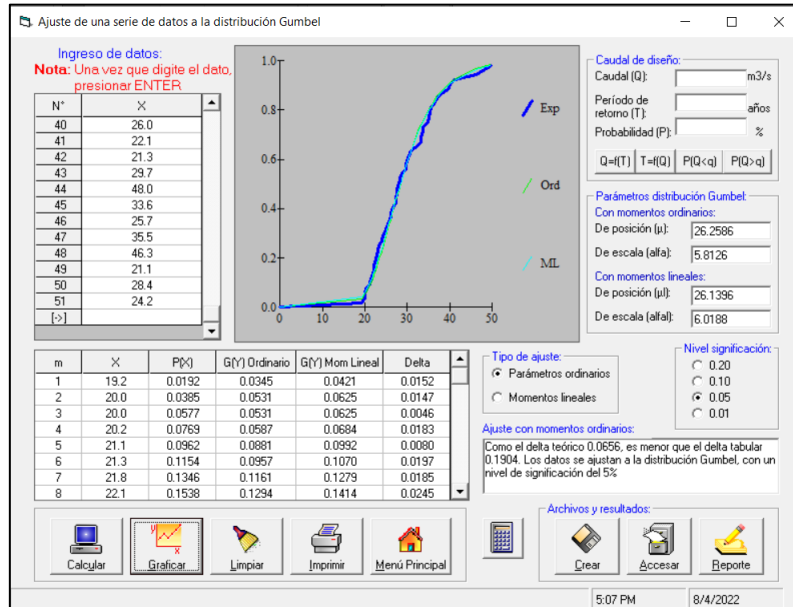 Ajuste de una serie de datos a la distribución Gumbel
Ingreso de datos:
Nota: Una vez que digite el dato,
presionar ENTER
N° X
40 26.0
41 22.1
42 21.3
43 29.7
44 48.0
45 33.6
46 25.7
47 35.5
48 46.3
49 21.1
50 28.4
51 24.2
[->]
1.0
0.8
0.6
0.4
0.2
0.0
0 10 20 30 40 50
Exp
Ord
ML
Caudal de diseño:
Caudal (Q): m3/s
Período de
retorno (T): años
Probabilidad (P): %
Q=f(T) T=f(Q) P(Q<q) P(Q>q)
Parámetros distribución Gumbel:
Con momentos ordinarios:
De posición (µ): 26.2586
De escala (alfa): 5.8126
Con momentos lineales:
De posición (µl): 26.1396
De escala (alfal): 6.0188
m X P(X) G(Y) Ordinario G(Y) Mom Lineal Delta
1 19.2 0.0192 0.0345 0.0421 0.0152
2 20.0 0.0385 0.0531 0.0625 0.0147
3 20.0 0.0577 0.0531 0.0625 0.0046
4 20.2 0.0769 0.0587 0.0684 0.0183
5 21.1 0.0962 0.0881 0.0992 0.0080
6 21.3 0.1154 0.0957 0.1070 0.0197
7 21.8 0.1346 0.1161 0.1279 0.0185
8 22.1 0.1538 0.1294 0.1414 0.0245
Tipo de ajuste:
Parámetros ordinarios
Momentos lineales
Nivel significación:
0.20
0.10
0.05
0.01
Ajuste con momentos ordinarios:
Como el delta teórico 0.0656, es menor que el delta tabular
0.1904. Los datos se ajustan a la distribución Gumbel, con un
nivel de significación del 5%
Calcular
Graficar
Limpiar
Imprimir
Menú Principal
Archivos y resultados:
Crear
Accesar
Reporte
5:07 PM 8/4/2022